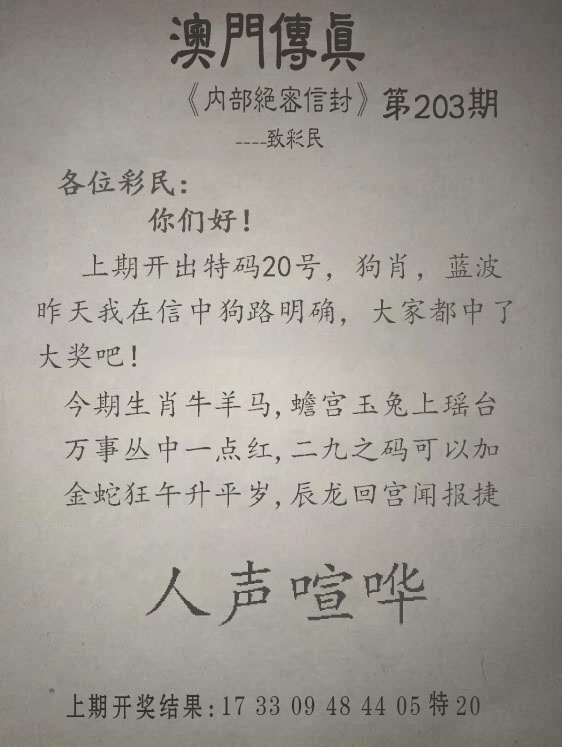 澳門傳眞
《内部絕密信封》第203期
----致彩民
各位彩民：
你们好！
上期开出特码20号，狗肖，蓝波
昨天我在信中狗路明确，大家都中了
大奖吧！
今期生肖牛羊马,蟾宫玉兔上瑶台
万事丛中一点红,二九之码可以加
金蛇狂午升平岁,辰龙回宫闻报捷
人声喧哗
上期开奖结果:17 33 09 48 44 05特20